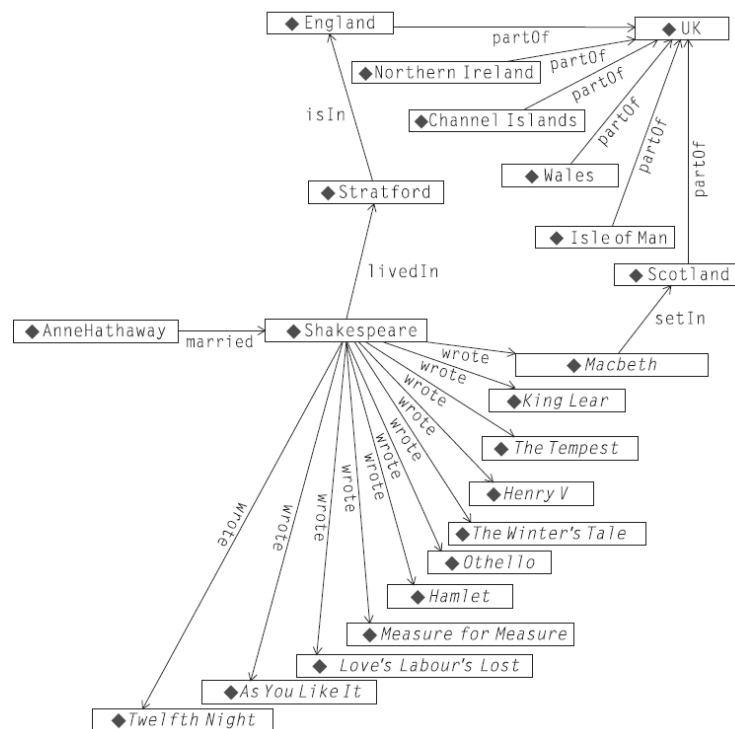 ◆ England
◆ UK
partOf
◆Northern Ireland
partOf
◆Channel Islands
partOf
isIn
◆ Wales
partOf
◆ Stratford
partOf
partOf
◆ Isle of Man
◆ Scotland
livedIn
◆AnneHathaway
married
◆ Shakespeare
setIn
wrote
◆ Macbeth
wrote
◆King Lear
wrote
◆ The Tempest
wrote
◆ Henry V
wrote
◆ The Winter's Tale
wrote
◆ Othello
wrote
◆ Hamlet
wrote
◆ Measure for Measure
wrote
◆ Love's Labour's Lost
wrote
◆ As You Like It
wrote
◆ Twelfth Night